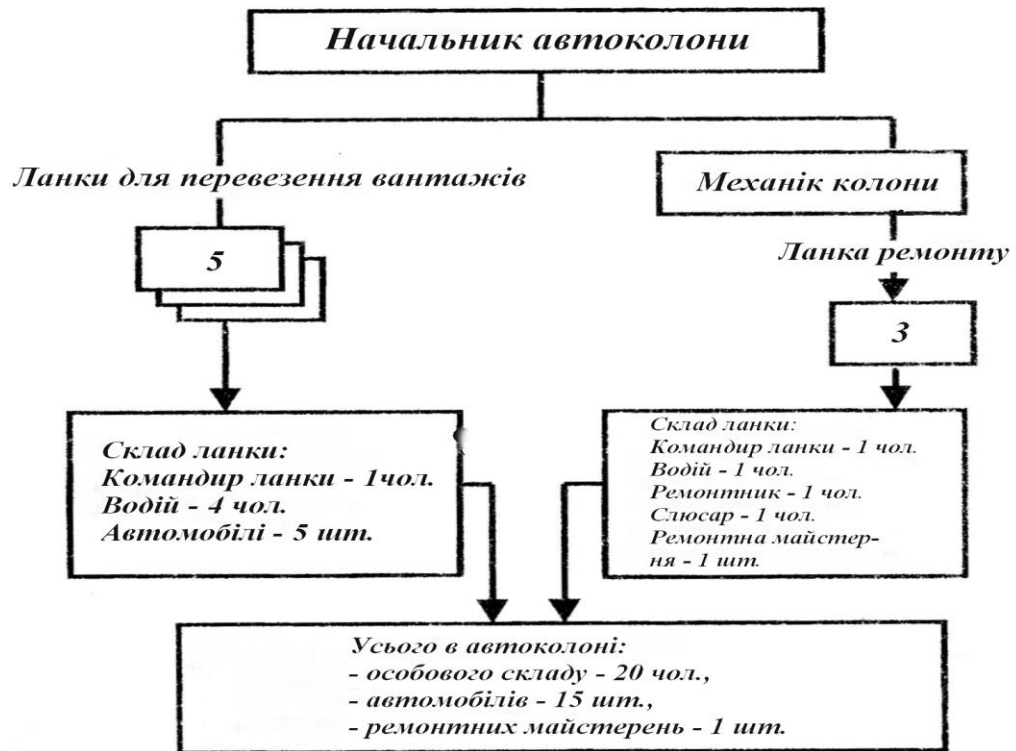 Начальник автоколони
Ланки для перевезення вантажів
5
Склад ланки:
Командир ланки - 1чол.
Водій - 4 чол.
Автомобілі - 5 шт.
Механік колони
Ланка ремонту
3
Склад ланки:
Командир ланки - 1 чол.
Водій - 1 чол.
Ремонтник - 1 чол.
Слюсар - 1 чол.
Ремонтна майстер-
ня - 1 шт.
Усього в автоколоні:
- особового складу - 20 чол.,
- автомобілів - 15 шт.,
- ремонтних майстерень - 1 шт.